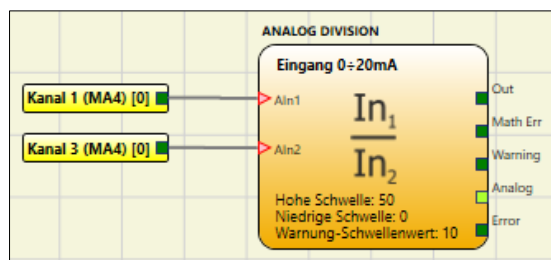 ANALOG DIVISION
Eingang 0÷20mA
Kanal 1 (MA4) [0]
Kanal 3 (MA4) [0]
AIn1
AIn2
In1
In2
Hohe Schwelle: 50
Niedrige Schwelle: 0
Warnung-Schwellenwert: 10
Out
Math Err
Warning
Analog
Error